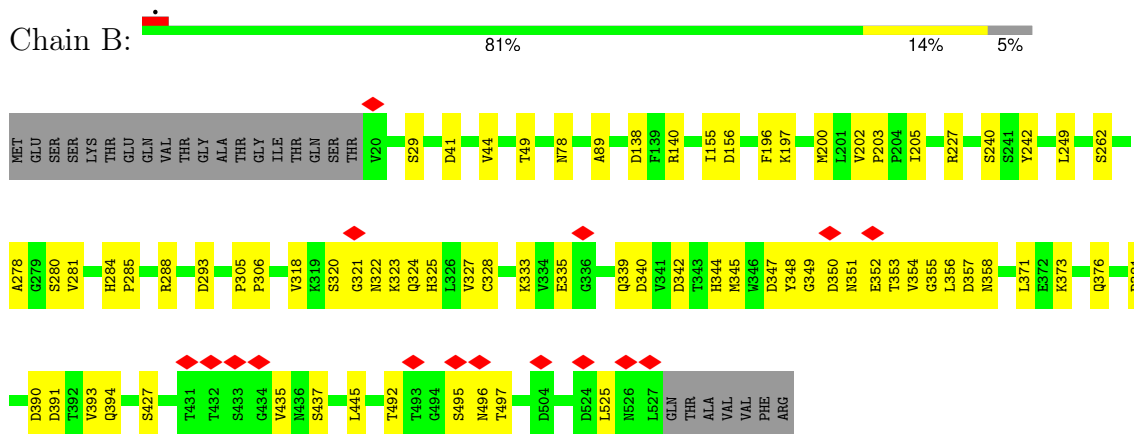 •
Chain B:
81% 14% 5%
MET GLU SER SER LYS THR GLU GLN VAL THR GLY ALA THR GLY ILE THR GLN SER THR V20 S29 D41 V44 T49 N78 A89 D138 F139 R140 I155 D156 F196 K197 M200 L201 V202 P203 P204 I205 R227 S240 S241 Y242 L249 S262
A278 G279 S280 V281 H284 P285 R288 D293 P305 P306 V318 K319 S320 G321 N322 K323 Q324 H325 L326 V327 C328 K333 V334 E335 G336 Q339 D340 V341 D342 T343 H344 M345 W346 D347 Y348 G349 D350 N351 E352 T353 V354 G355 L356 D357 N358 L371 E372 K373 Q376
D390 D391 T392 V393 Q394 S427 T431 T432 S433 G434 V435 N436 S437 L445 T492 T493 G494 S495 N496 T497 D504 D524 L525 N526 L527 GLN THR ALA VAL VAL PHE ARG